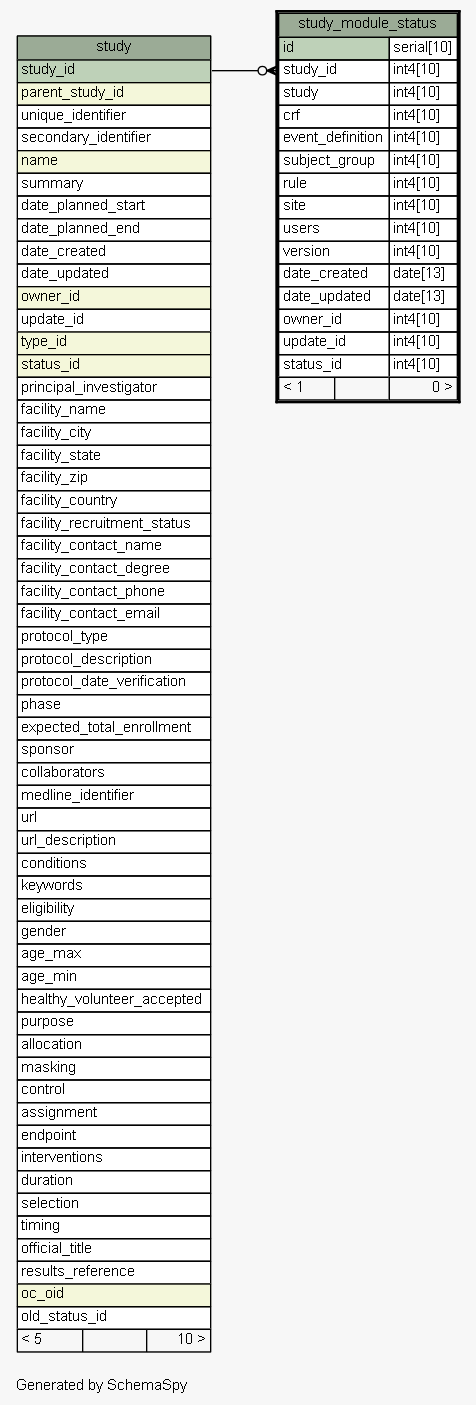 study
study_id
parent_study_id
unique_identifier
secondary_identifier
name
summary
date_planned_start
date_planned_end
date_created
date_updated
owner_id
update_id
type_id
status_id
principal_investigator
facility_name
facility_city
facility_state
facility_zip
facility_country
facility_recruitment_status
facility_contact_name
facility_contact_degree
facility_contact_phone
facility_contact_email
protocol_type
protocol_description
protocol_date_verification
phase
expected_total_enrollment
sponsor
collaborators
medline_identifier
url
url_description
conditions
keywords
eligibility
gender
age_max
age_min
healthy_volunteer_accepted
purpose
allocation
masking
control
assignment
endpoint
interventions
duration
selection
timing
official_title
results_reference
oc_oid
old_status_id
< 5 10 >
study_module_status
id serial[10]
study_id int4[10]
study int4[10]
crf int4[10]
event_definition int4[10]
subject_group int4[10]
rule int4[10]
site int4[10]
users int4[10]
version int4[10]
date_created date[13]
date_updated date[13]
owner_id int4[10]
update_id int4[10]
status_id int4[10]
< 1 0 >
Generated by SchemaSpy